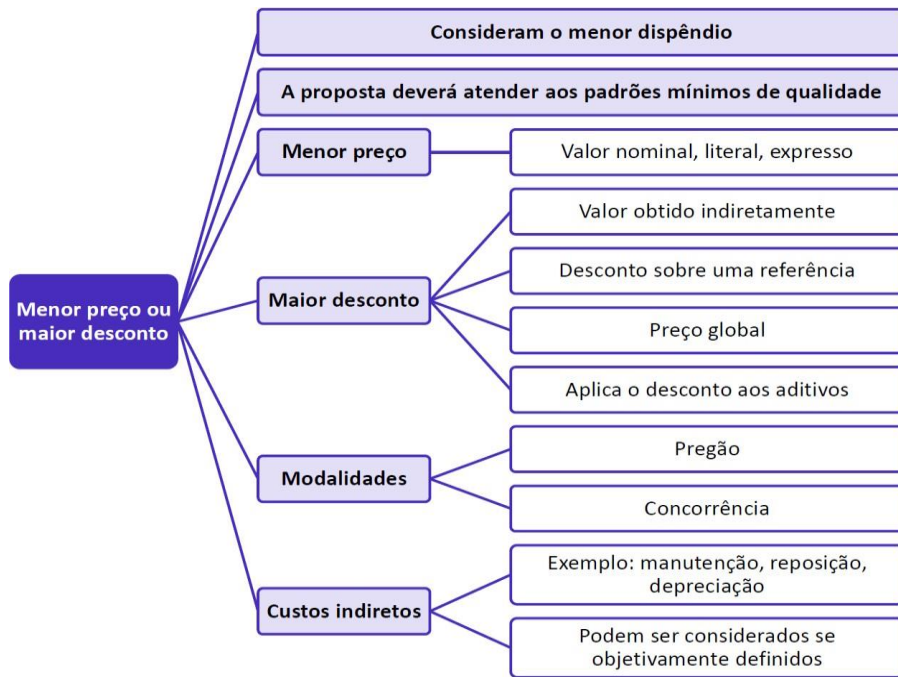 Menor preço ou
maior desconto
Consideram o menor dispêndio
A proposta deverá atender aos padrões mínimos de qualidade
Menor preço
Valor nominal, literal, expresso
Maior desconto
Valor obtido indiretamente
Desconto sobre uma referência
Preço global
Aplica o desconto aos aditivos
Modalidades
Pregão
Concorrência
Custos indiretos
Exemplo: manutenção, reposição,
depreciação
Podem ser considerados se
objetivamente definidos